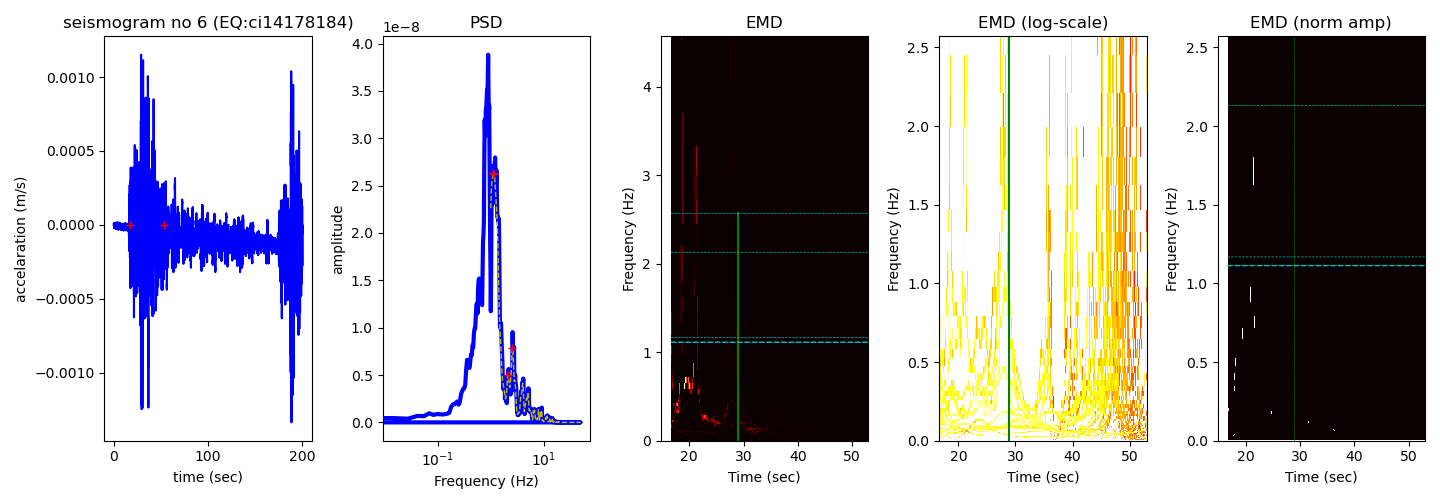 seismogram no 6 (EQ:ci14178184)
accelaration (m/s)
0.0010
0.0005
0.0000
−0.0005
−0.0010
0
100
200
time (sec)
PSD
1e−8
amplitude
4.0
3.5
3.0
2.5
2.0
1.0
0.5
0.0
10⁻¹
10¹
Frequency (Hz)
EMD
Frequency (Hz)
4
3
2
1
0
20
30
40
50
Time (sec)
EMD (log-scale)
Frequency (Hz)
2.5
2.0
1.5
1.0
0.5
0.0
20
30
40
50
Time (sec)
EMD (norm amp)
Frequency (Hz)
2.5
2.0
1.5
1.0
0.5
0.0
20
30
40
50
Time (sec)